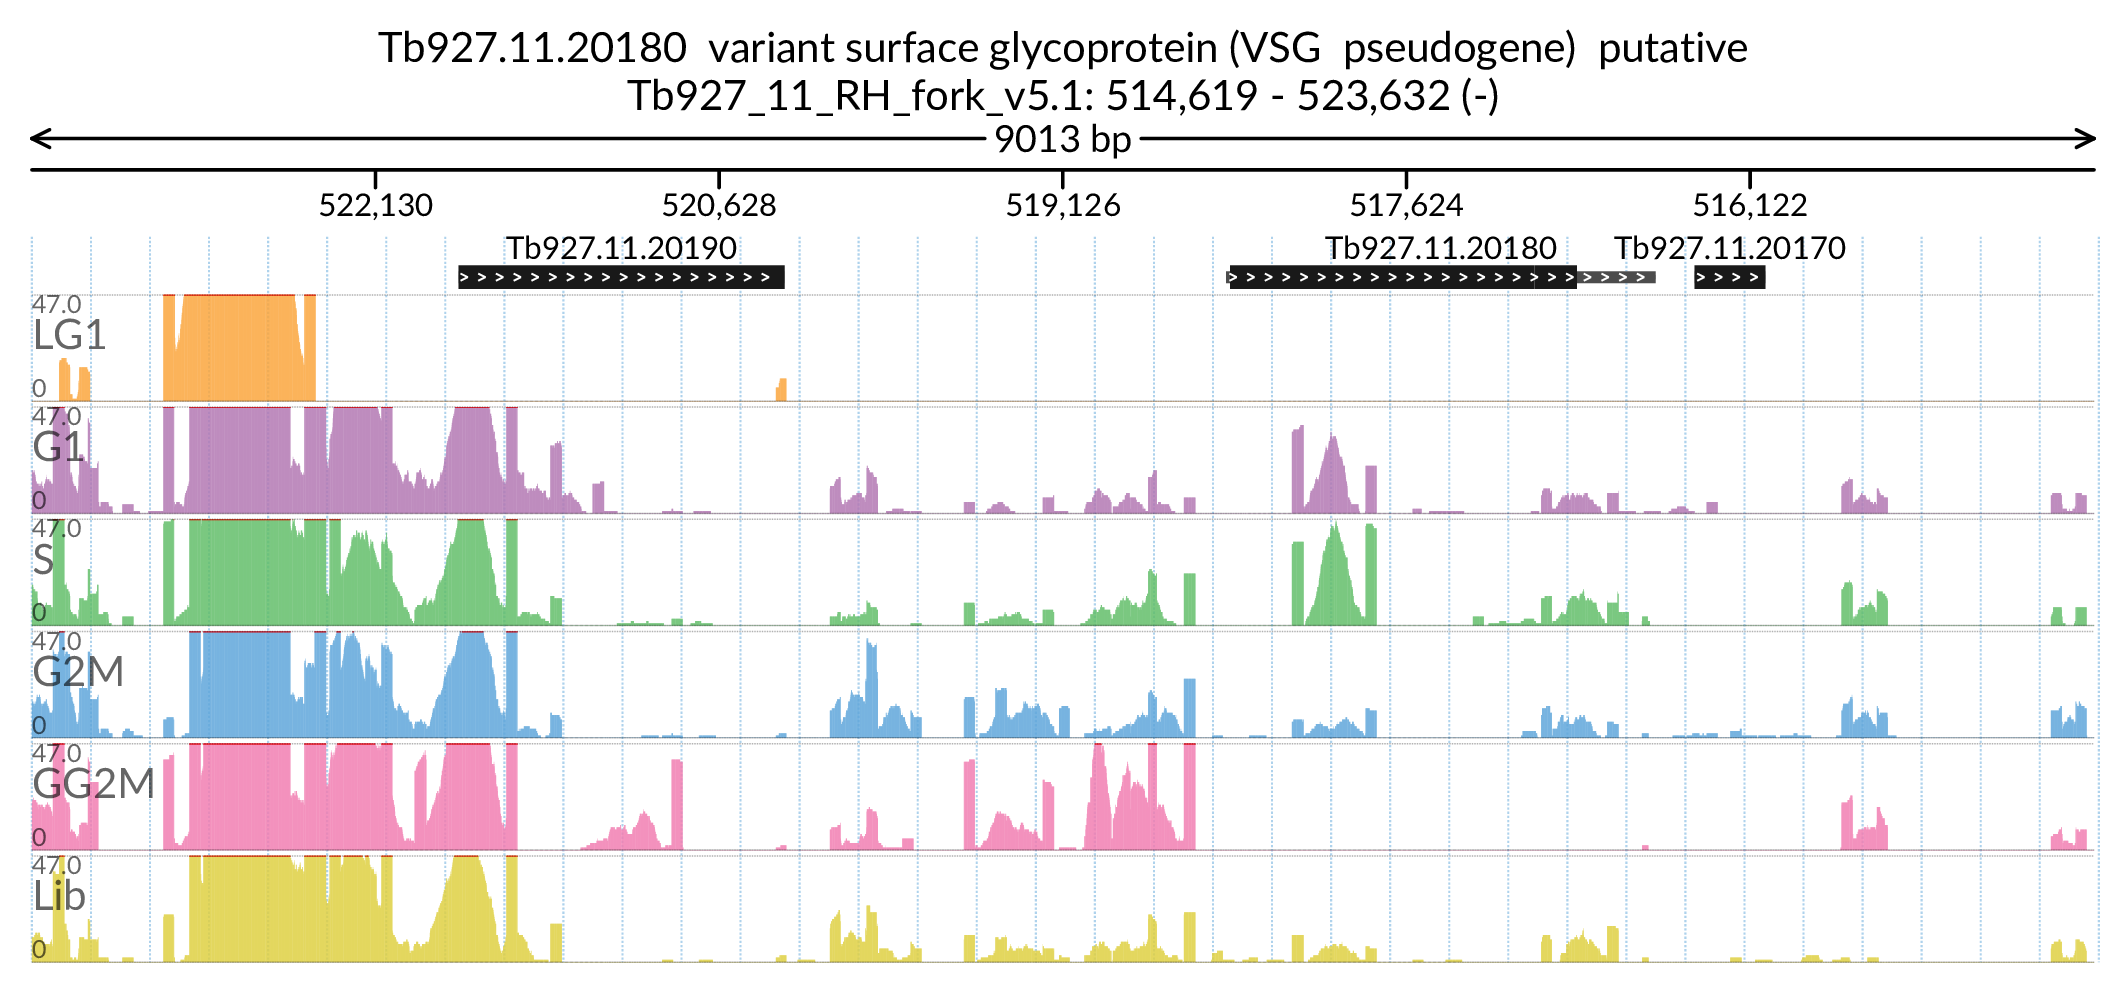 Tb927.11.20180  variant surface glycoprotein (VSG  pseudogene)  putative
Tb927_11_RH_fork_v5.1: 514,619 - 523,632 (-)
9013 bp
522,130 520,628 519,126 517,624 516,122
Tb927.11.20190 Tb927.11.20180 Tb927.11.20170
47.0
LG1
0
47.0
G1
0
47.0
S
0
47.0
G2M
0
47.0
GG2M
0
47.0
Lib
0